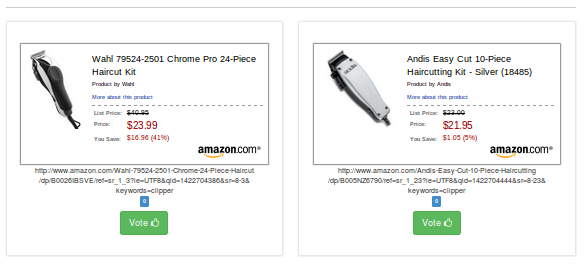 Wahl 79524-2501 Chrome Pro 24-Piece
Haircut Kit
Product by Wahl
More about this product
List Price: $40.95
Price: $23.99
You Save: $16.96 (41%)
amazon.com®
http://www.amazon.com/Wahl-79524-2501-Chrome-24-Piece-Haircut
/dp/B0026IBSVE/ref=sr_1_3?ie=UTF8&qid=1422704386&sr=8-3&
keywords=clipper
0
Vote
Andis Easy Cut 10-Piece
Haircutting Kit - Silver (18485)
Product by Andis
More about this product
List Price: $23.00
Price: $21.95
You Save: $1.05 (5%)
amazon.com®
http://www.amazon.com/Andis-Easy-Cut-10-Piece-Haircutting
/dp/B005NZ6790/ref=sr_1_23?ie=UTF8&qid=1422704444&sr=8-23&
keywords=clipper
0
Vote